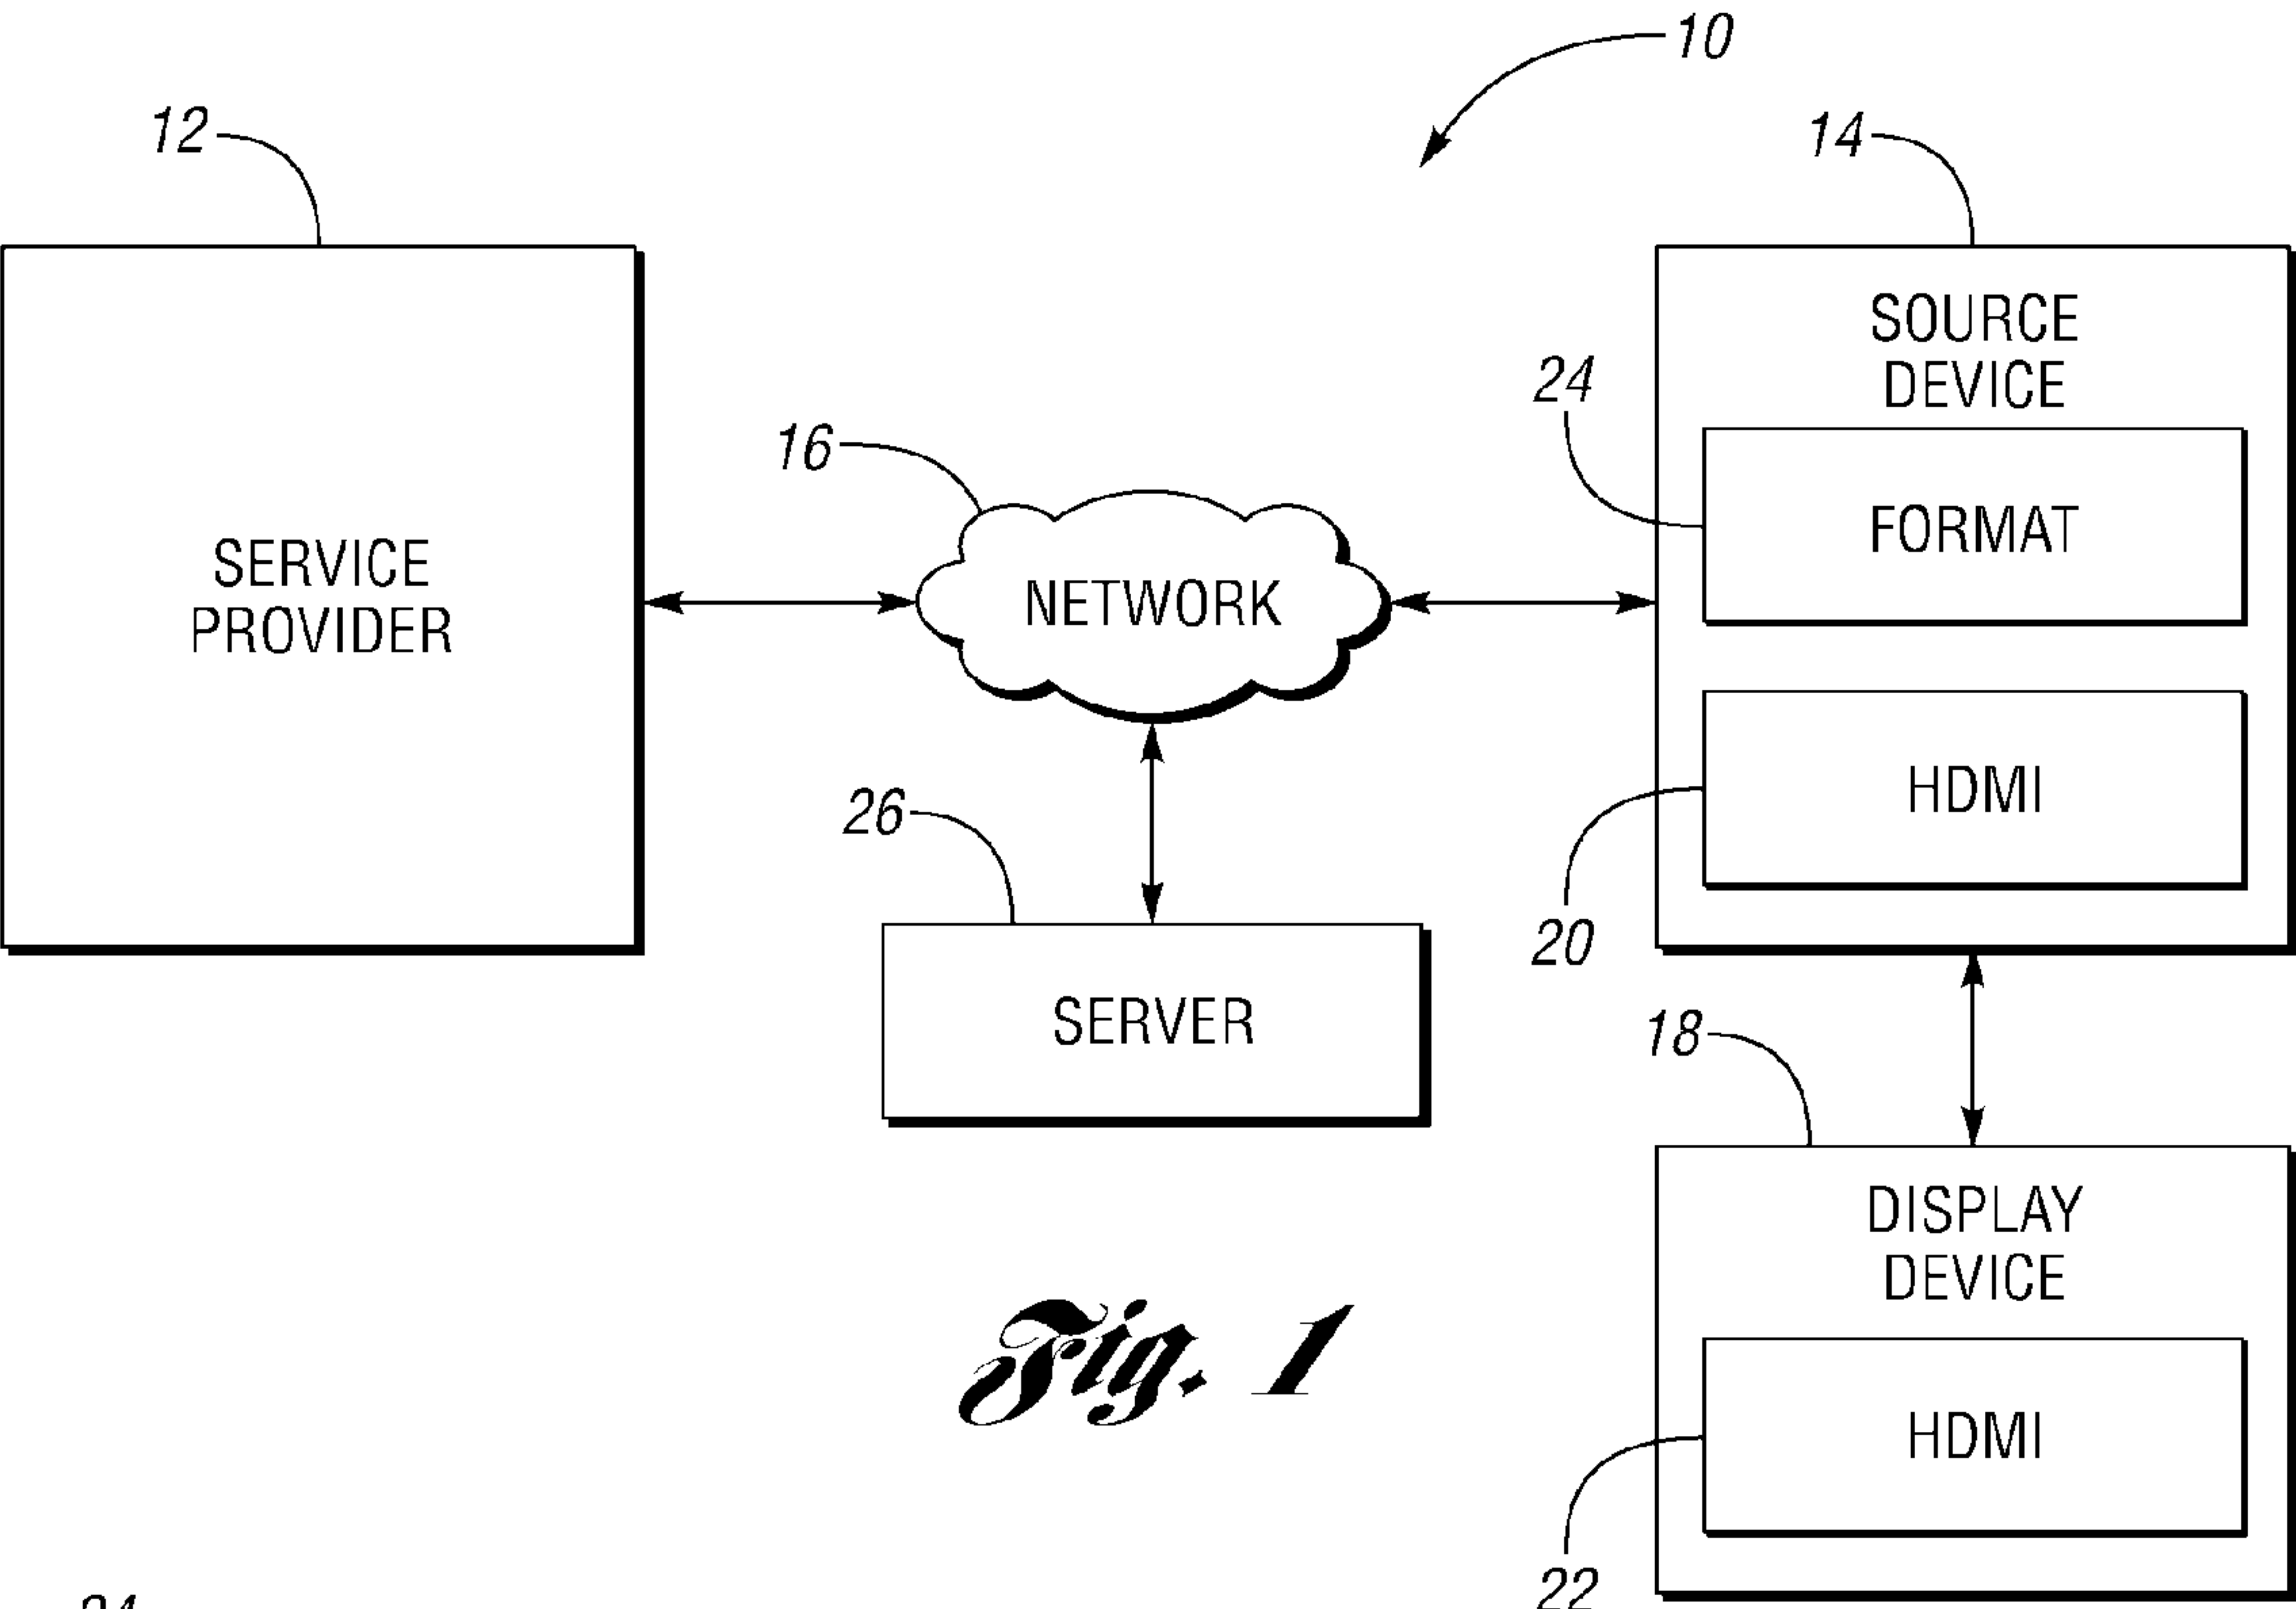 10
12
14
SOURCE
DEVICE
24
16
FORMAT
SERVICE
PROVIDER
NETWORK
HDMI
26
20
SERVER
18
DISPLAY
DEVICE
Fig. 1
HDMI
22